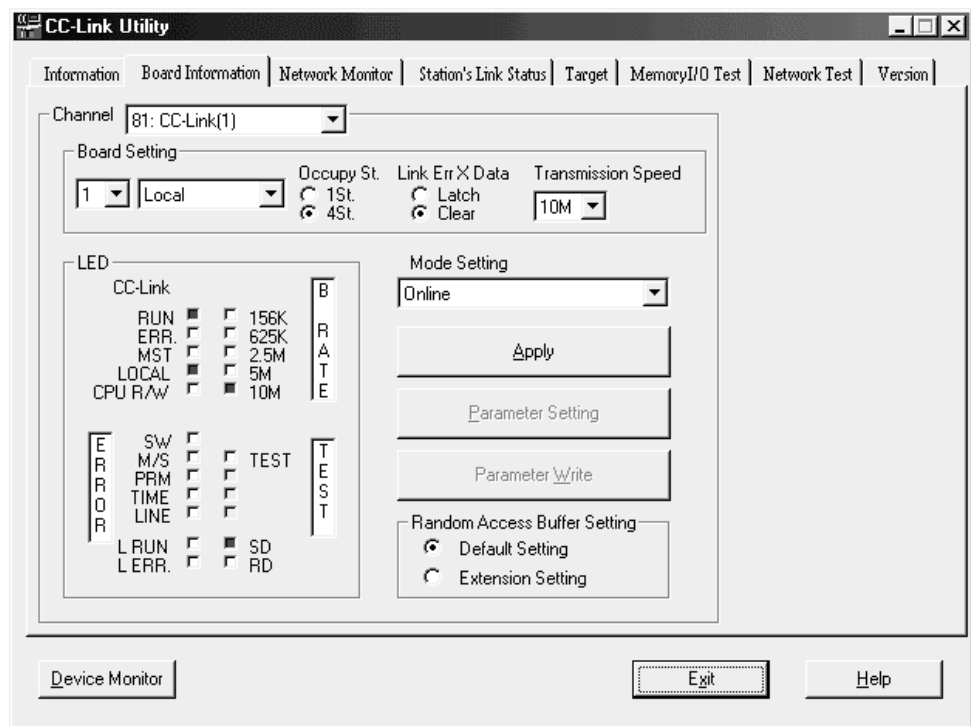 CC-Link Utility
Information Board Information Network Monitor Station's Link Status Target MemoryI/O Test Network Test Version
Channel 81: CC-Link(1)
Board Setting
Occupy St. Link Err X Data Transmission Speed
1 Local 1St. Latch 10M
4St. Clear
LED
CC-Link
RUN 156K
ERR. 625K
MST 2.5M
LOCAL 5M
CPU R/W 10M
B RATE
ERROR
SW
M/S TEST
PRM
TIME
LINE
TEST
L RUN SD
L ERR. RD
Mode Setting
Online
Apply
Parameter Setting
Parameter Write
Random Access Buffer Setting
Default Setting
Extension Setting
Device Monitor Exit Help